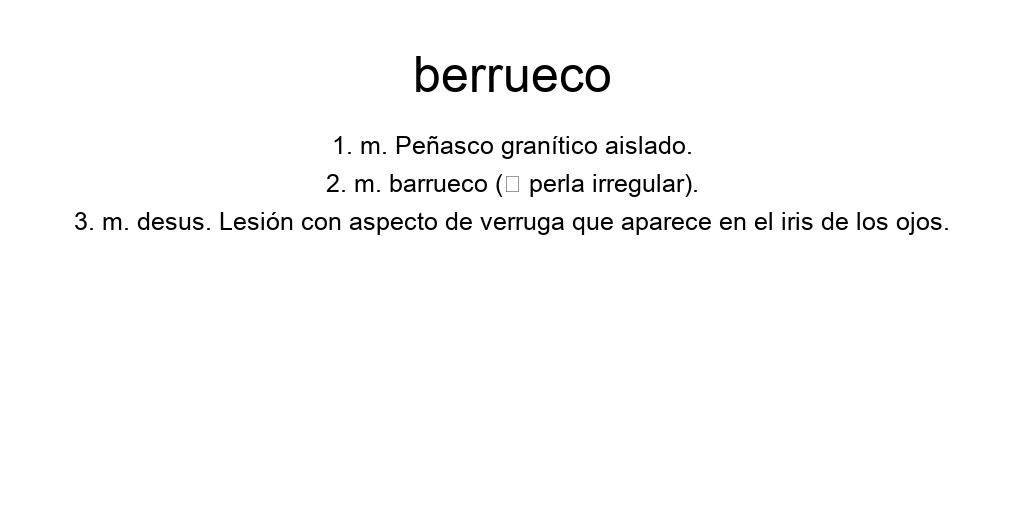 berrueco
1. m. Peñasco granítico aislado.
2. m. barrueco (□ perla irregular).
3. m. desus. Lesión con aspecto de verruga que aparece en el iris de los ojos.